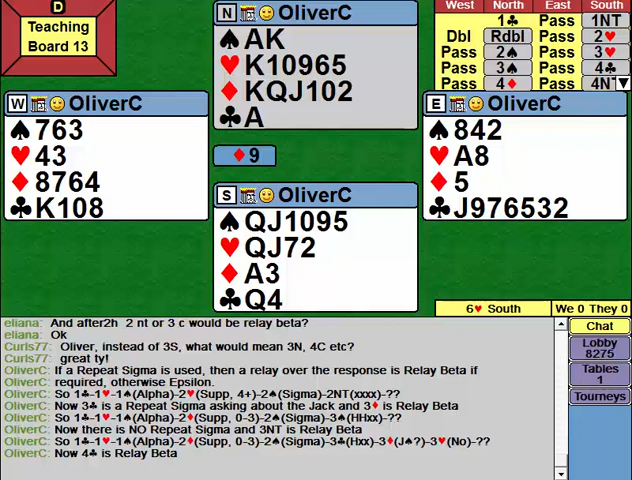 D
Teaching
Board 13
N OliverC
♠AK
♥K10965
♦KQJ102
♣A
West North East South
1♣ Pass 1NT
Dbl Rdbl Pass 2♥
Pass 2♠ Pass 3♥
Pass 3♠ Pass 4♣
Pass 4♦ Pass 4NT
W OliverC
♠763
♥43
♦8764
♣K108
♦9
E OliverC
♠842
♥A8
♦5
♣J976532
S OliverC
♠QJ1095
♥QJ72
♦A3
♣Q4
6♥ South We 0 They 0
eliana: And after2h 2 nt or 3 c would be relay beta?
eliana: Ok
Curls77: Oliver, instead of 3S, what would mean 3N, 4C etc?
Curls77: great ty!
OliverC: If a Repeat Sigma is used, then a relay over the response is Relay Beta if
required, otherwise Epsilon.
OliverC: So 1♣-1♥-1♠(Alpha)-2♥(Supp, 4+)-2♠(Sigma)-2NT(xxxx)-??
OliverC: Now 3♣ is a Repeat Sigma asking about the Jack and 3♦ is Relay Beta
OliverC: So 1♣-1♥-1♠(Alpha)-2♦(Supp, 0-3)-2♠(Sigma)-3♠(HHxx)-??
OliverC: Now there is NO Repeat Sigma and 3NT is Relay Beta
OliverC: So 1♣-1♥-1♠(Alpha)-2♦(Supp, 0-3)-2♠(Sigma)-3♣(Hxx)-3♦(J♠?)-3♥(No)-??
OliverC: Now 4♣ is Relay Beta
Chat
Lobby
8275
Tables
1
Tourneys